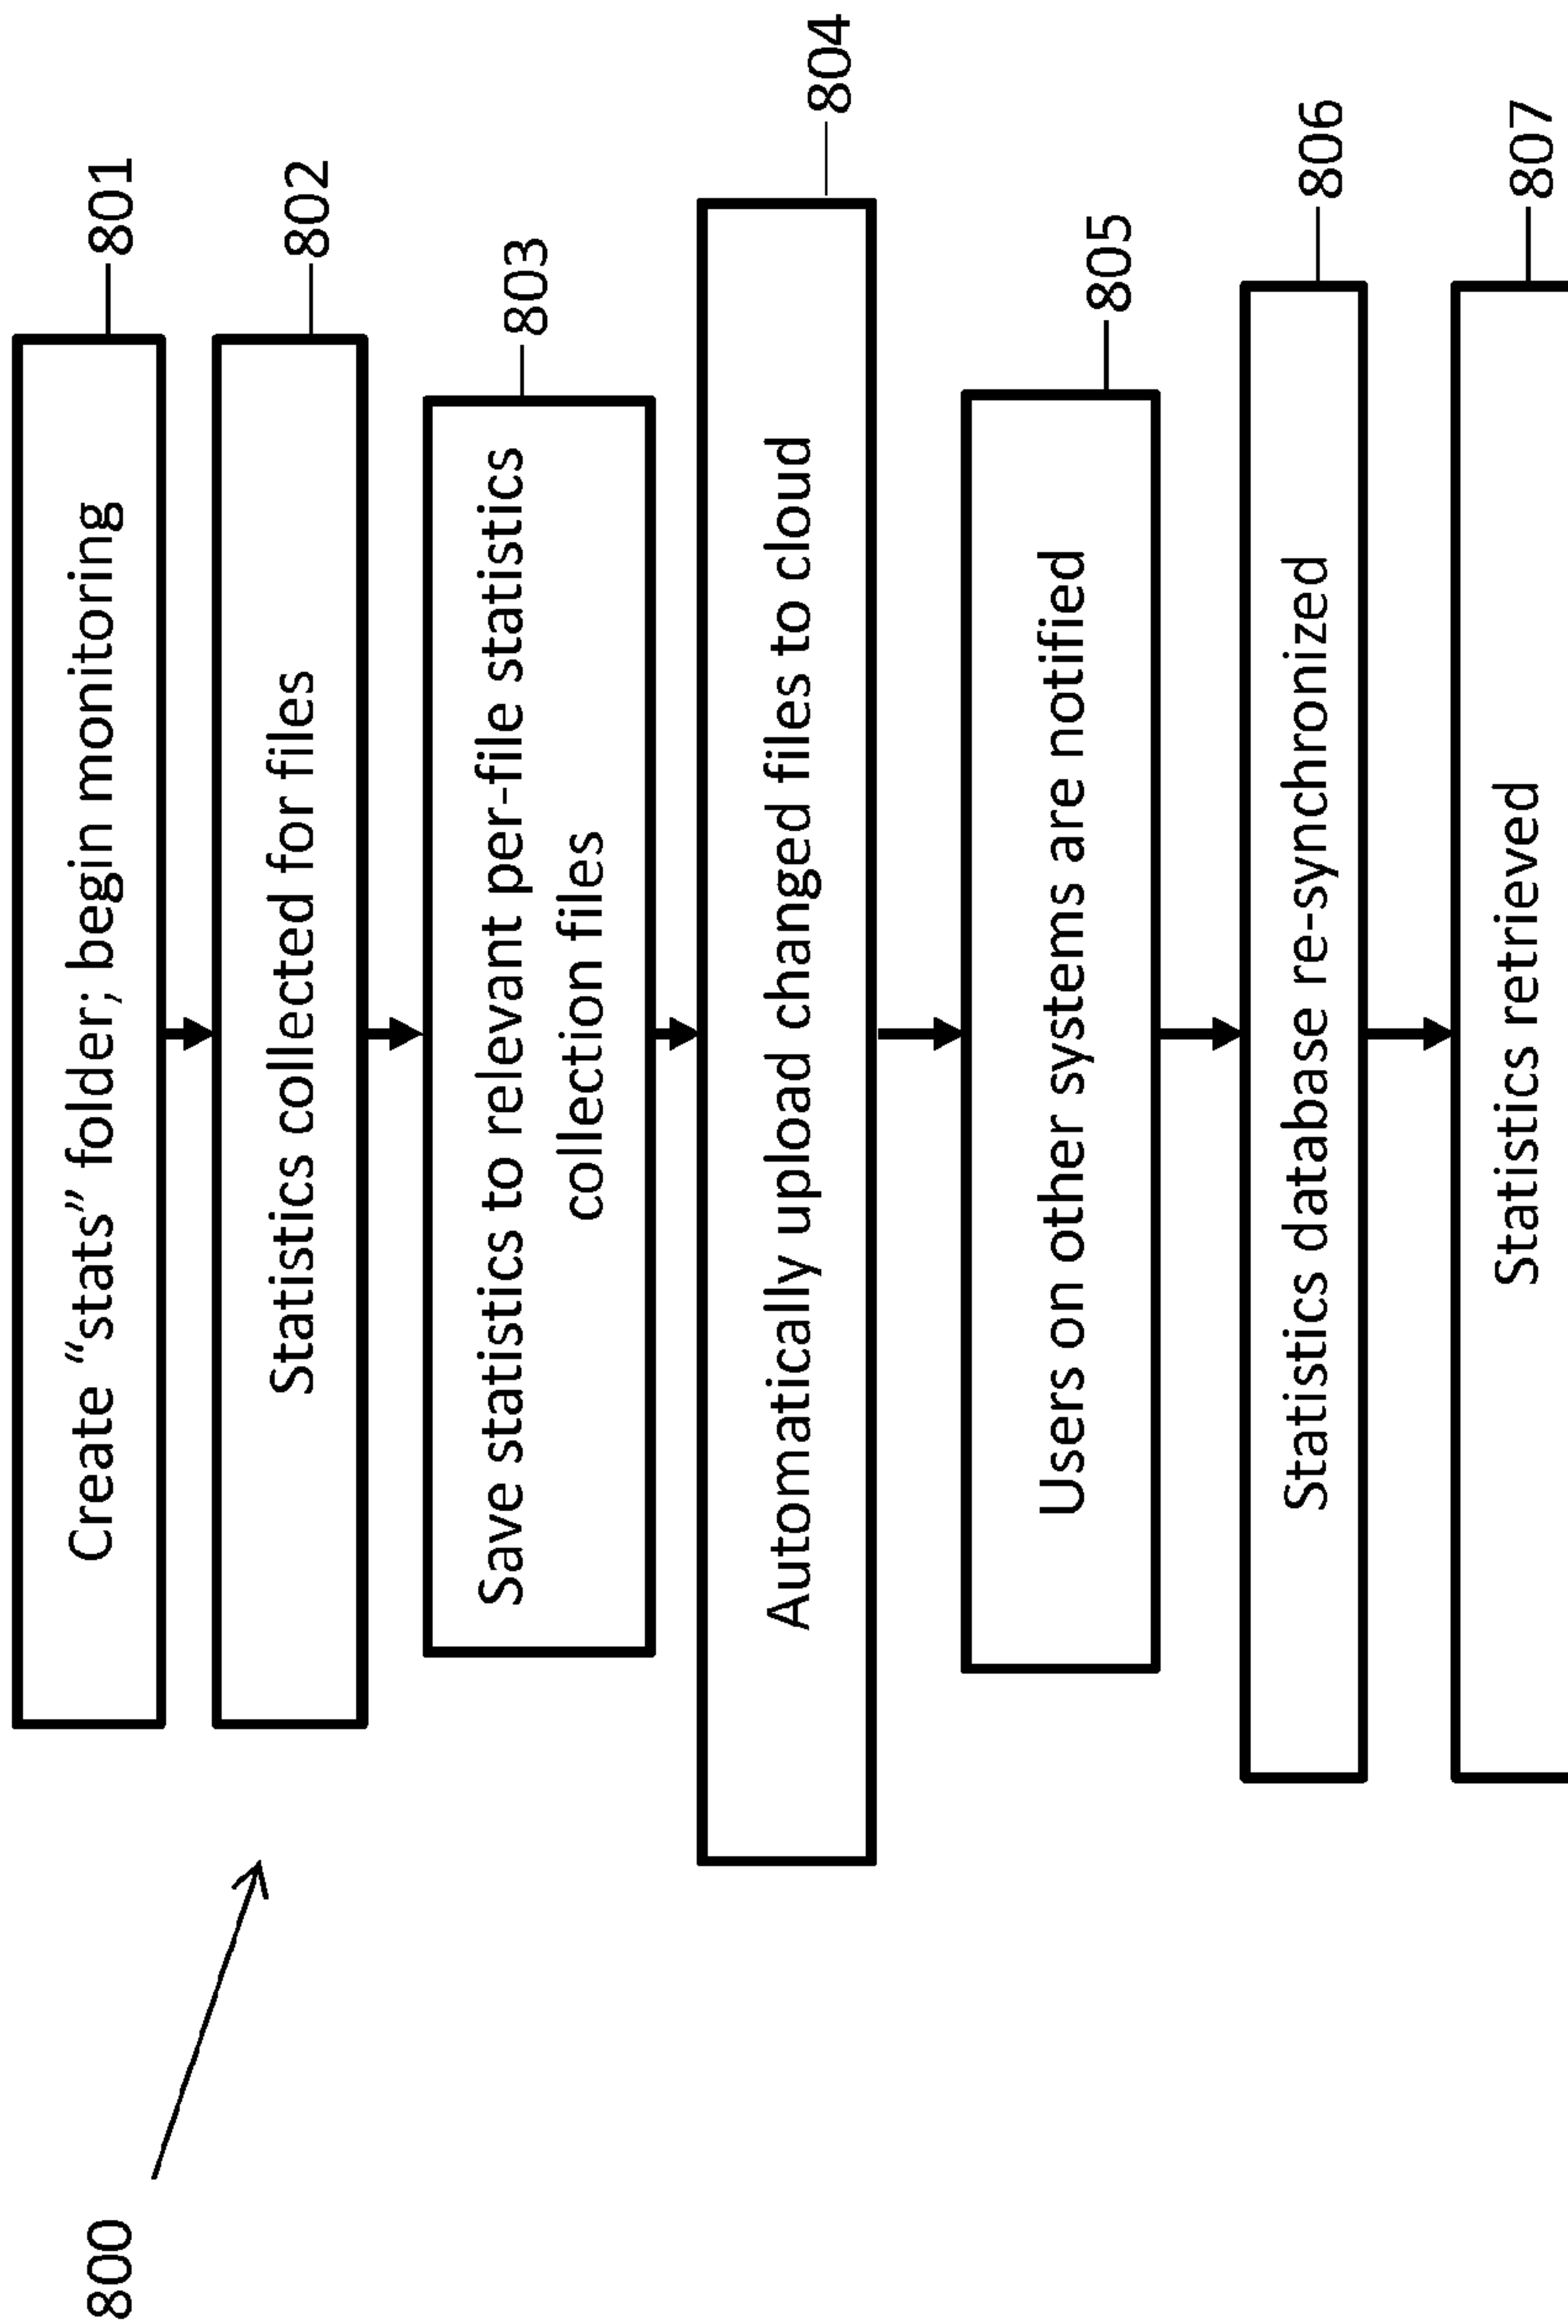 800
Create “stats” folder; begin monitoring
801
Statistics collected for files
802
Save statistics to relevant per-file statistics
collection files
803
Automatically upload changed files to cloud
804
Users on other systems are notified
805
Statistics database re-synchronized
806
Statistics retrieved
807